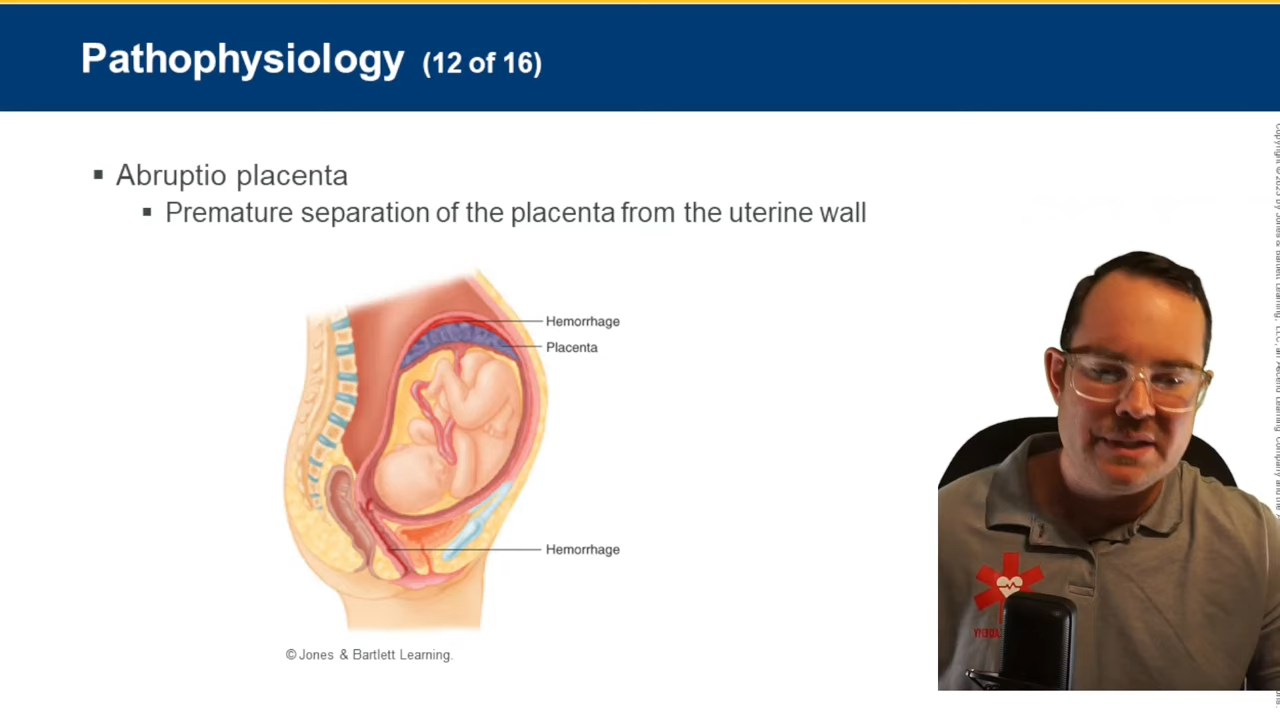 Pathophysiology (12 of 16)
▪ Abruptio placenta
▪ Premature separation of the placenta from the uterine wall
Hemorrhage
Placenta
Hemorrhage
© Jones & Bartlett Learning.